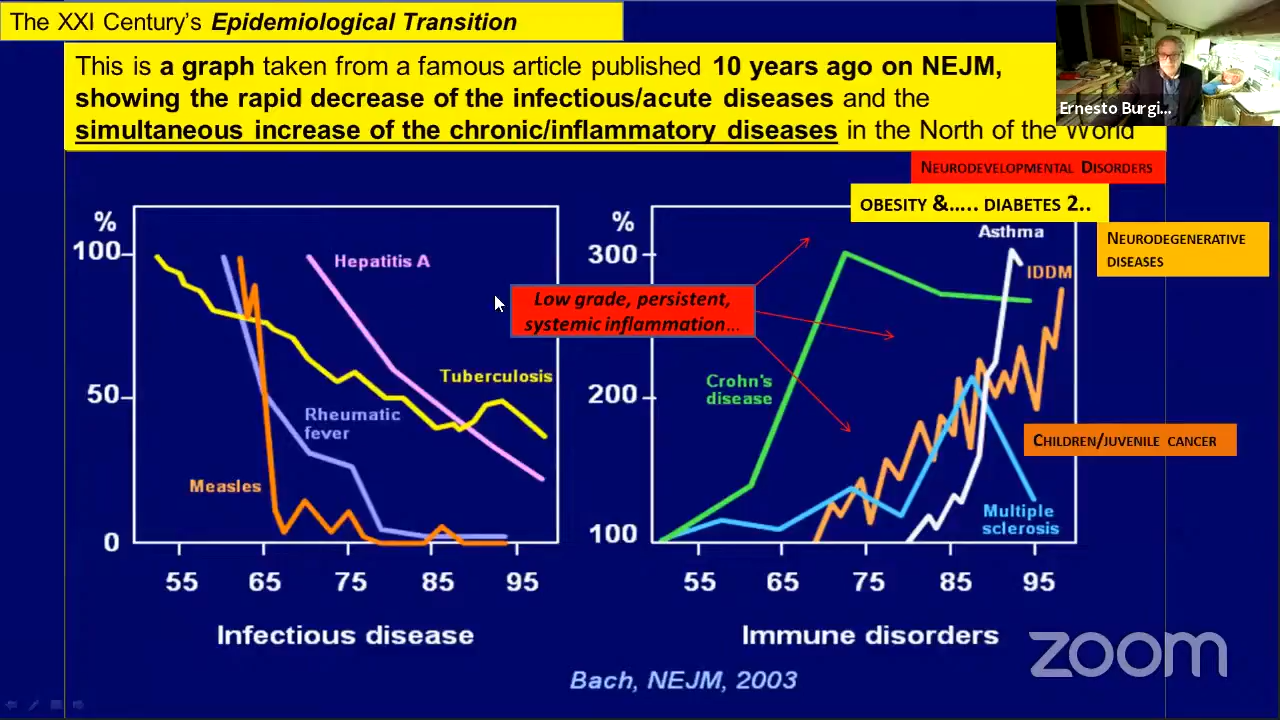 The XXI Century's Epidemiological Transition
This is a graph taken from a famous article published 10 years ago on NEJM,
showing the rapid decrease of the infectious/acute diseases and the
simultaneous increase of the chronic/inflammatory diseases in the North of the World
Ernesto Burgi...
NEURODEVELOPMENTAL DISORDERS
OBESITY &..... DIABETES 2..
NEURODEGENERATIVE
DISEASES
%
100
50
0
Hepatitis A
Tuberculosis
Rheumatic
fever
Measles
55 65 75 85 95
Infectious disease
Low grade, persistent,
systemic inflammation...
%
300
200
100
Asthma
IDDM
Crohn's
disease
CHILDREN/JUVENILE CANCER
Multiple
sclerosis
55 65 75 85 95
Immune disorders
Bach, NEJM, 2003
zoom